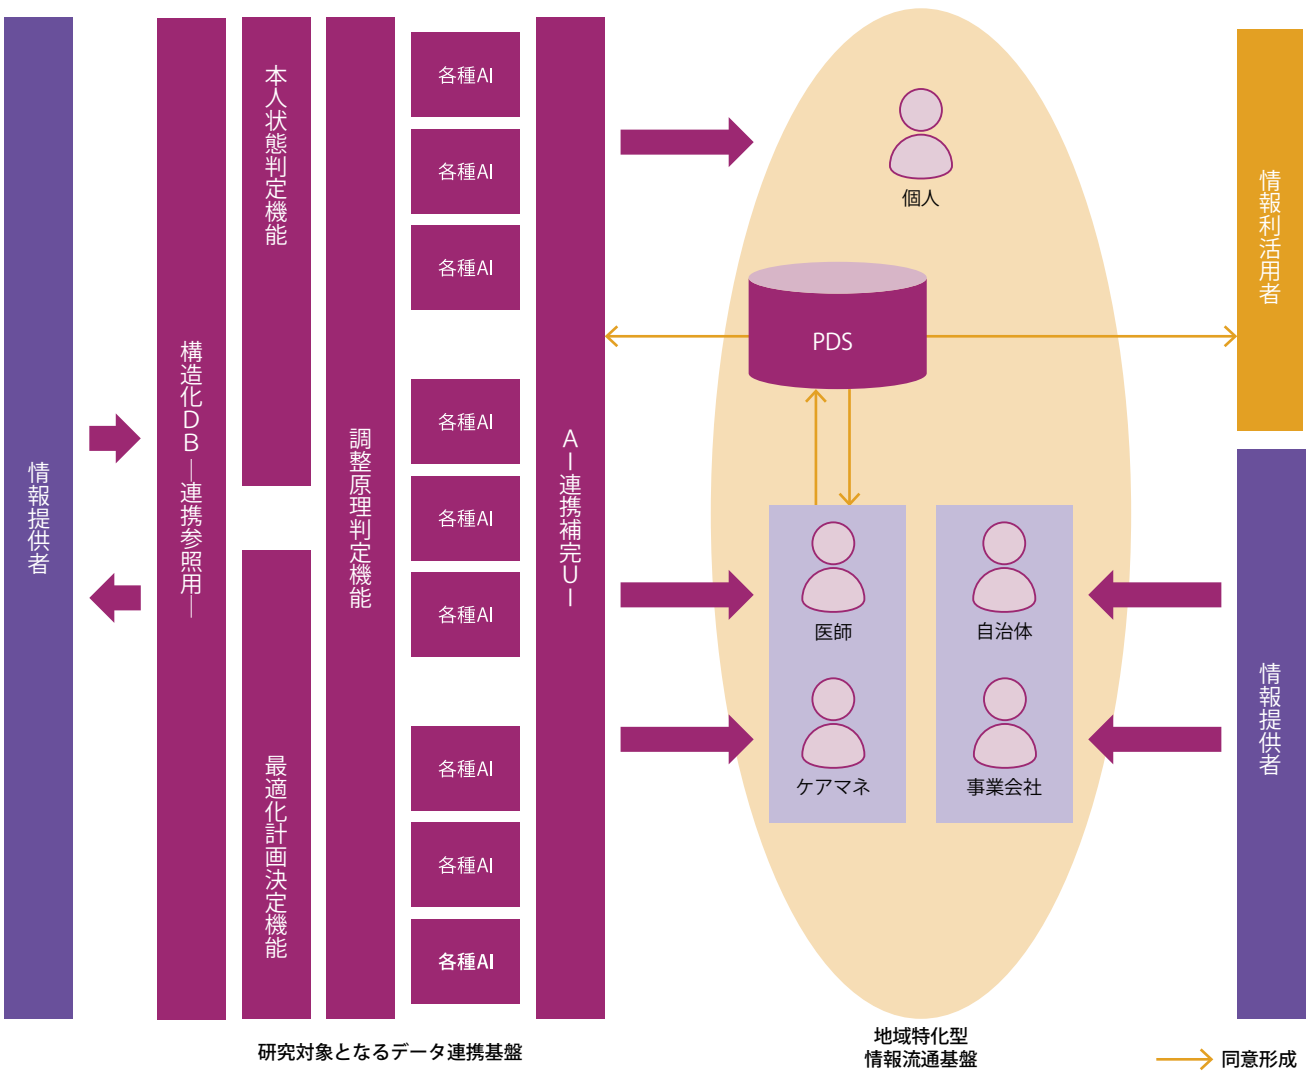 情報提供者
構造化DB―連携参照用―
本人状態判定機能
最適化計画決定機能
調整原理判定機能
各種AI
各種AI
各種AI
各種AI
各種AI
各種AI
各種AI
各種AI
各種AI
AI連携補完UI
個人
PDS
医師
ケアマネ
自治体
事業会社
情報利活用者
情報提供者
研究対象となるデータ連携基盤
地域特化型
情報流通基盤
同意形成